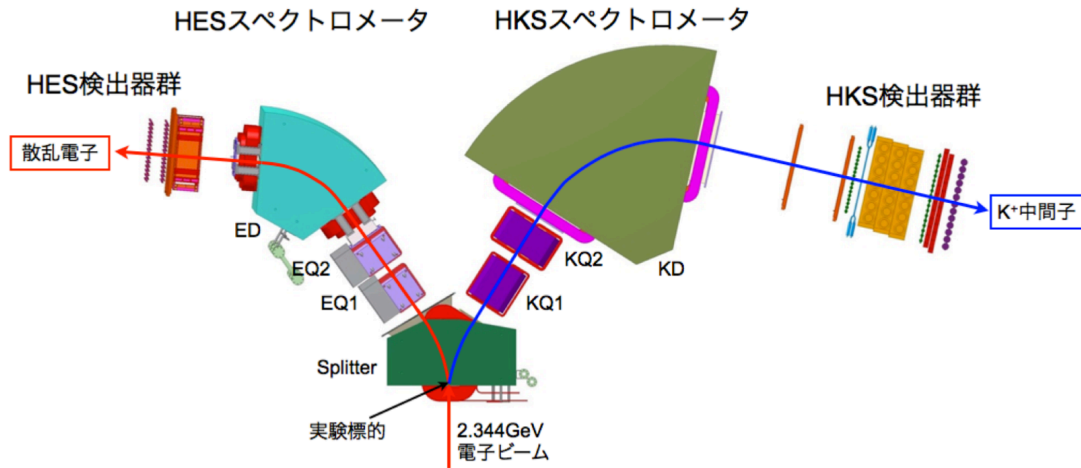 HESスペクトロメータ
HKSスペクトロメータ
HES検出器群
HKS検出器群
散乱電子
K⁺中間子
ED
EQ2
EQ1
KQ2
KD
KQ1
Splitter
実験標的
2.344GeV
電子ビーム